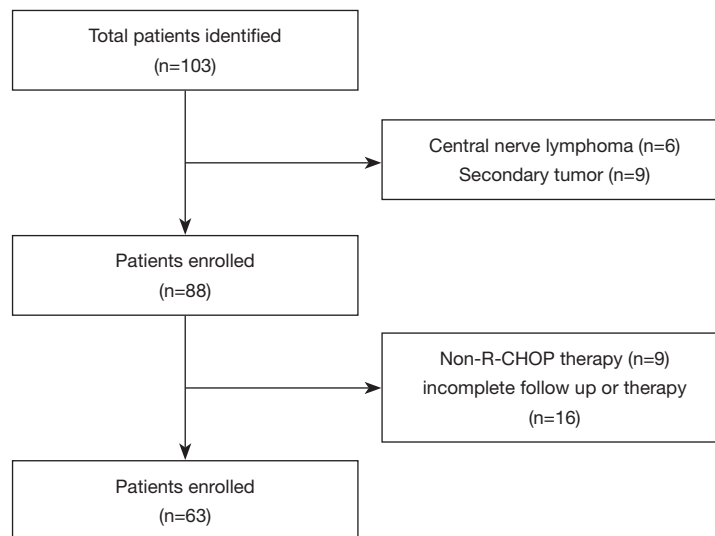 Total patients identified
(n=103)
Central nerve lymphoma (n=6)
Secondary tumor (n=9)
Patients enrolled
(n=88)
Non-R-CHOP therapy (n=9)
incomplete follow up or therapy
(n=16)
Patients enrolled
(n=63)